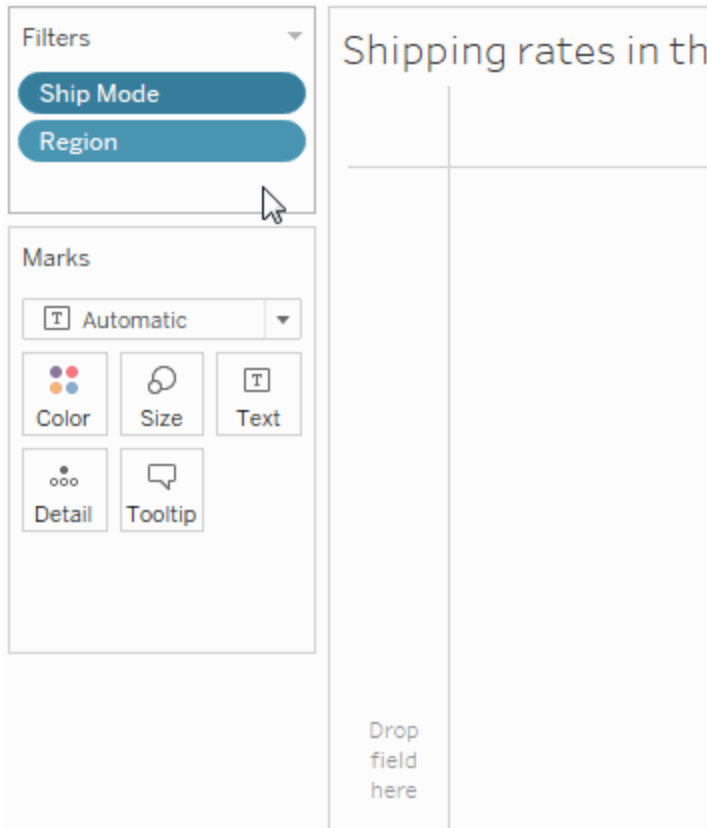 Filters
Ship Mode
Region
Marks
T Automatic
Color
Size
T
Text
Detail
Tooltip
Shipping rates in th
Drop
field
here